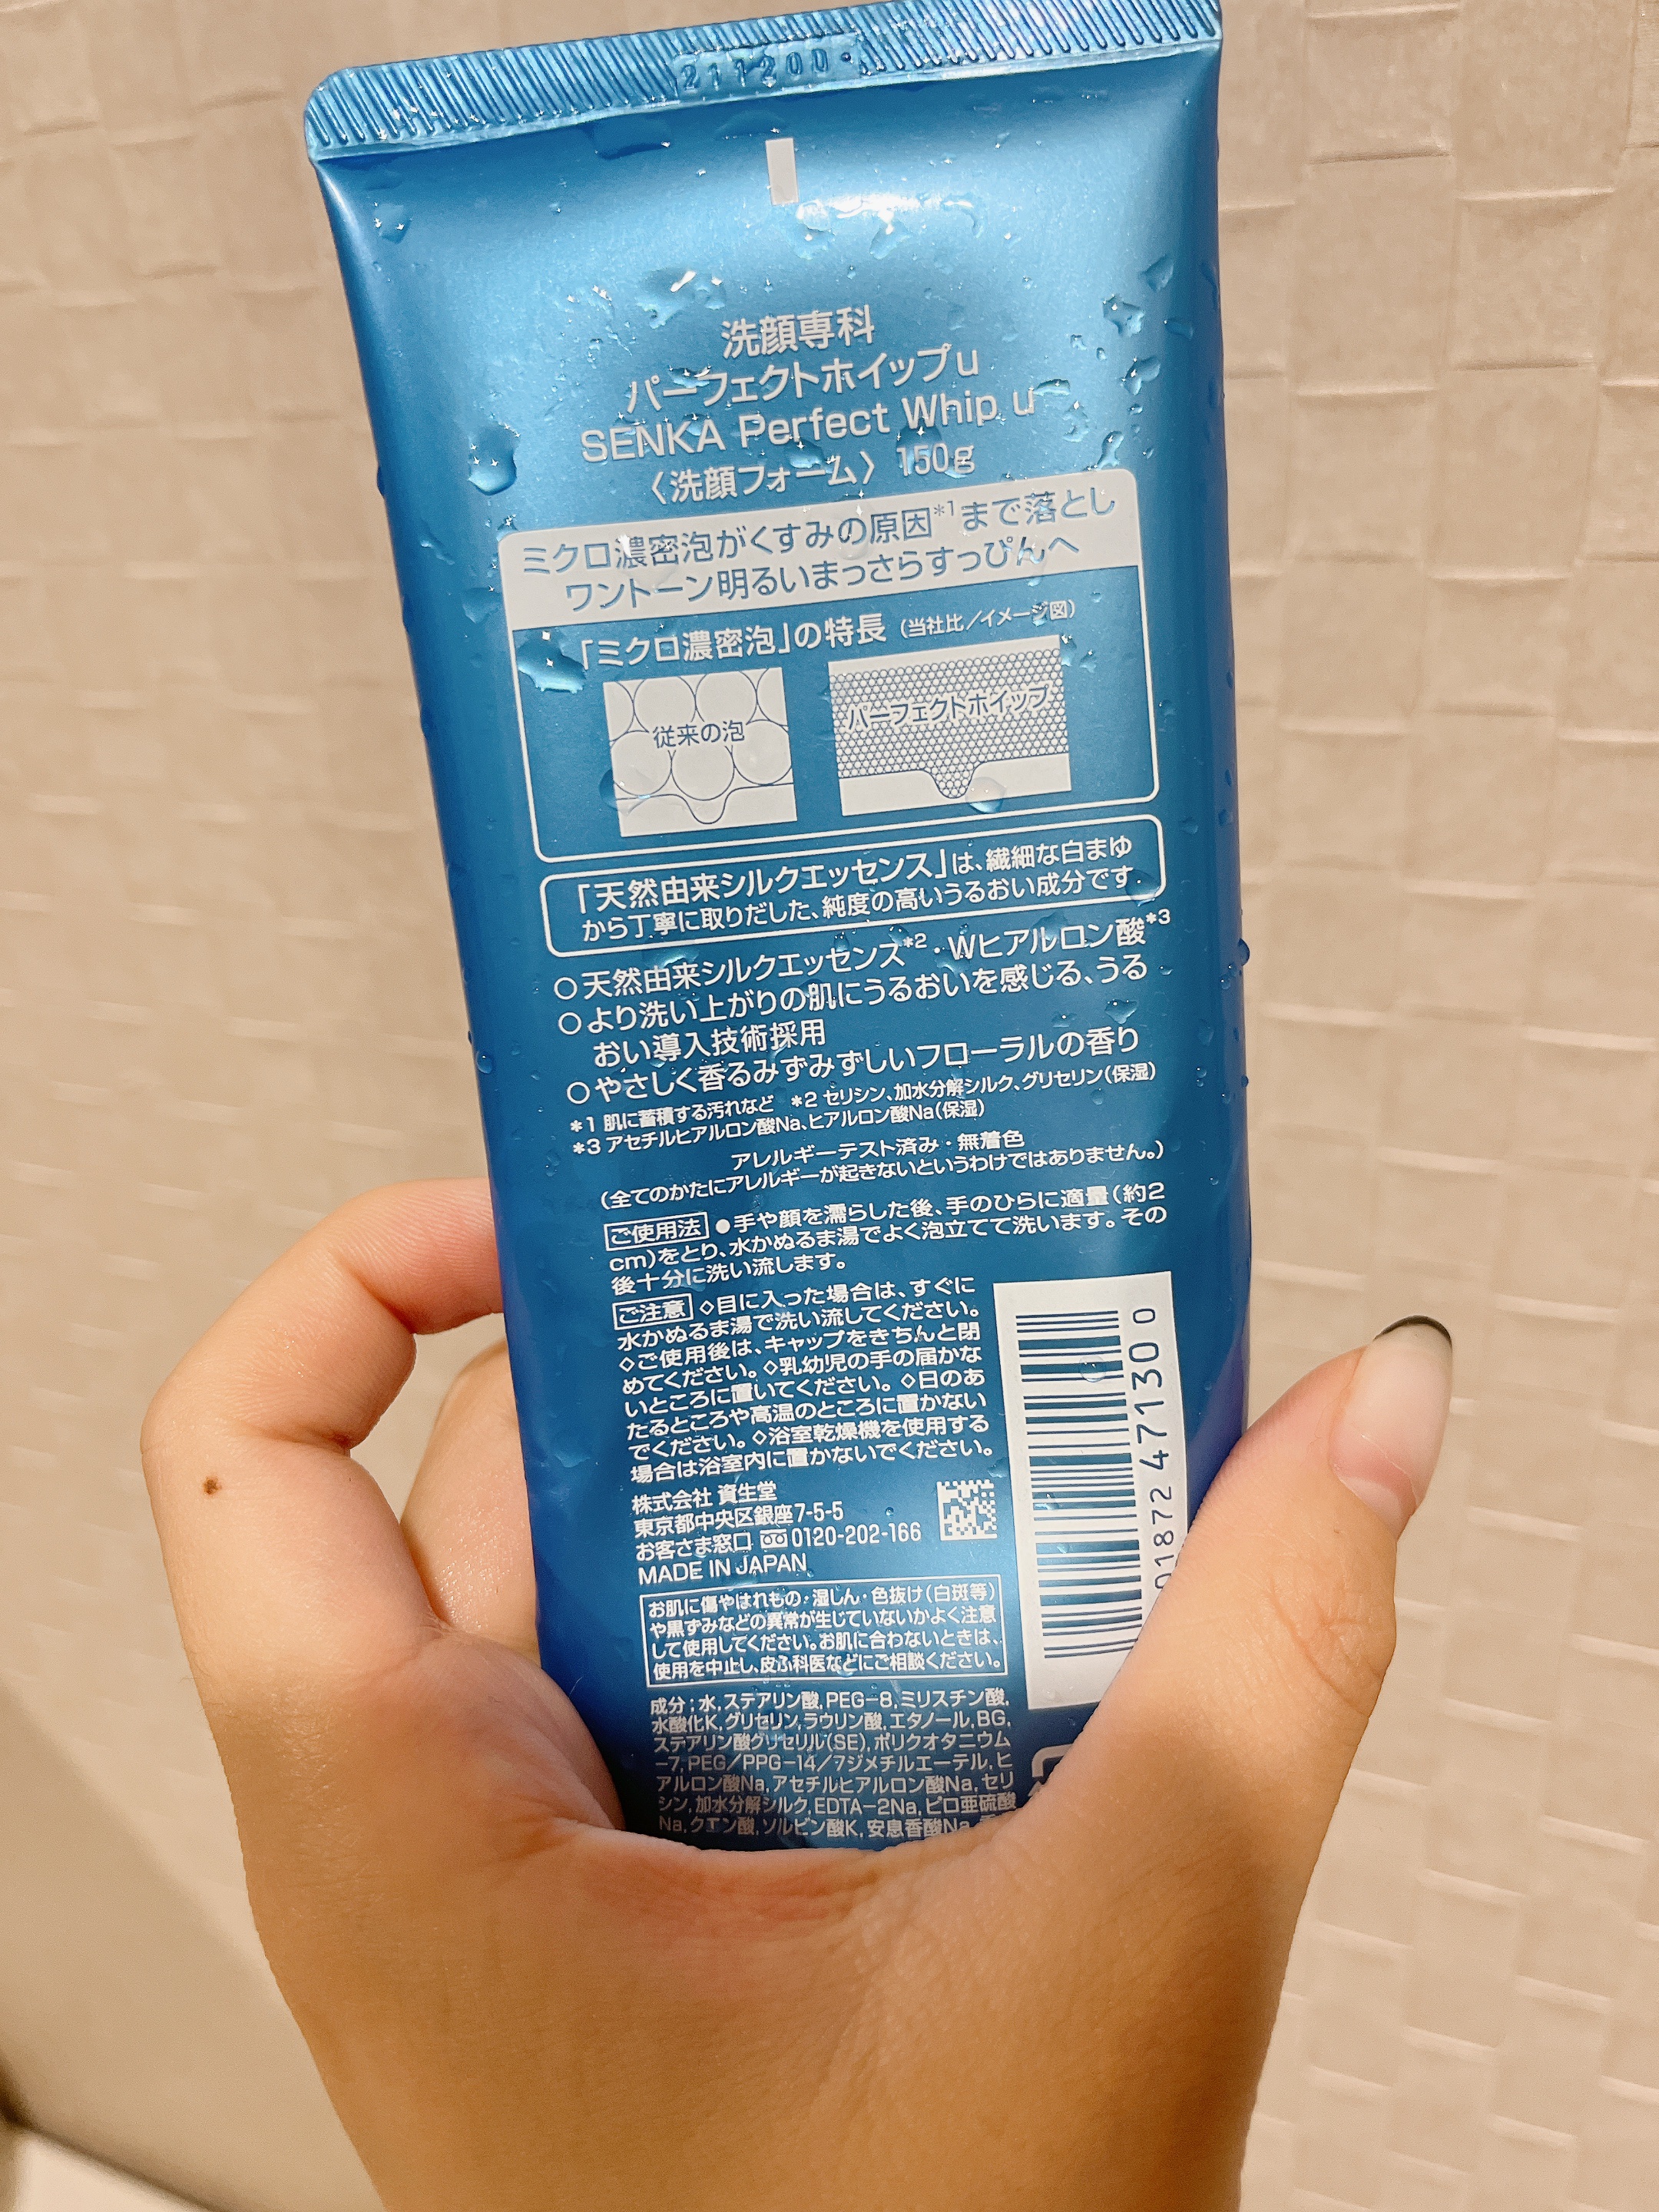 211200
洗顔専科
パーフェクトホイップu
SENKA Perfect Whip u
〈洗顔フォーム〉 150g
ミクロ濃密泡がくすみの原因*1まで落とし
ワントーン明るいまっさらすっぴんへ
「ミクロ濃密泡」の特長（当社比／イメージ図）
従来の泡
パーフェクトホイップ
「天然由来シルクエッセンス」は、繊細な白まゆ
から丁寧に取りだした、純度の高いうるおい成分です。
○天然由来シルクエッセンス*2・Wヒアルロン酸*3
○より洗い上がりの肌にうるおいを感じる、うる
おい導入技術採用
○やさしく香るみずみずしいフローラルの香り
*1 肌に蓄積する汚れなど *2 セリシン、加水分解シルク、グリセリン（保湿）
*3 アセチルヒアルロン酸Na、ヒアルロン酸Na（保湿）
アレルギーテスト済み・無着色
（全てのかたにアレルギーが起きないというわけではありません。）
ご使用法 ●手や顔を濡らした後、手のひらに適量（約2
cm）をとり、水かぬるま湯でよく泡立てて洗います。その
後十分に洗い流します。
ご注意 ◇目に入った場合は、すぐに
水かぬるま湯で洗い流してください。
◇ご使用後は、キャップをきちんと閉
めてください。◇乳幼児の手の届かな
いところに置いてください。◇日のあ
たるところや高温のところに置かない
でください。◇浴室乾燥機を使用する
場合は浴室内に置かないでください。
株式会社 資生堂
東京都中央区銀座7-5-5
お客さま窓口 0120-202-166
MADE IN JAPAN
01872 471300
お肌に傷やはれもの・湿しん・色抜け（白斑等）
や黒ずみなどの異常が生じていないかよく注意
して使用してください。お肌に合わないときは、
使用を中止し、皮ふ科医などにご相談ください。
成分：水,ステアリン酸,PEG-8,ミリスチン酸,
水酸化K,グリセリン,ラウリン酸,エタノール,BG,
ステアリン酸グリセリル(SE),ポリクオタニウム
-7,PEG／PPG-14／7ジメチルエーテル,ヒ
アルロン酸Na,アセチルヒアルロン酸Na,セリ
シン,加水分解シルク,EDTA-2Na,ピロ亜硫酸
Na,クエン酸,ソルビン酸K,安息香酸Na